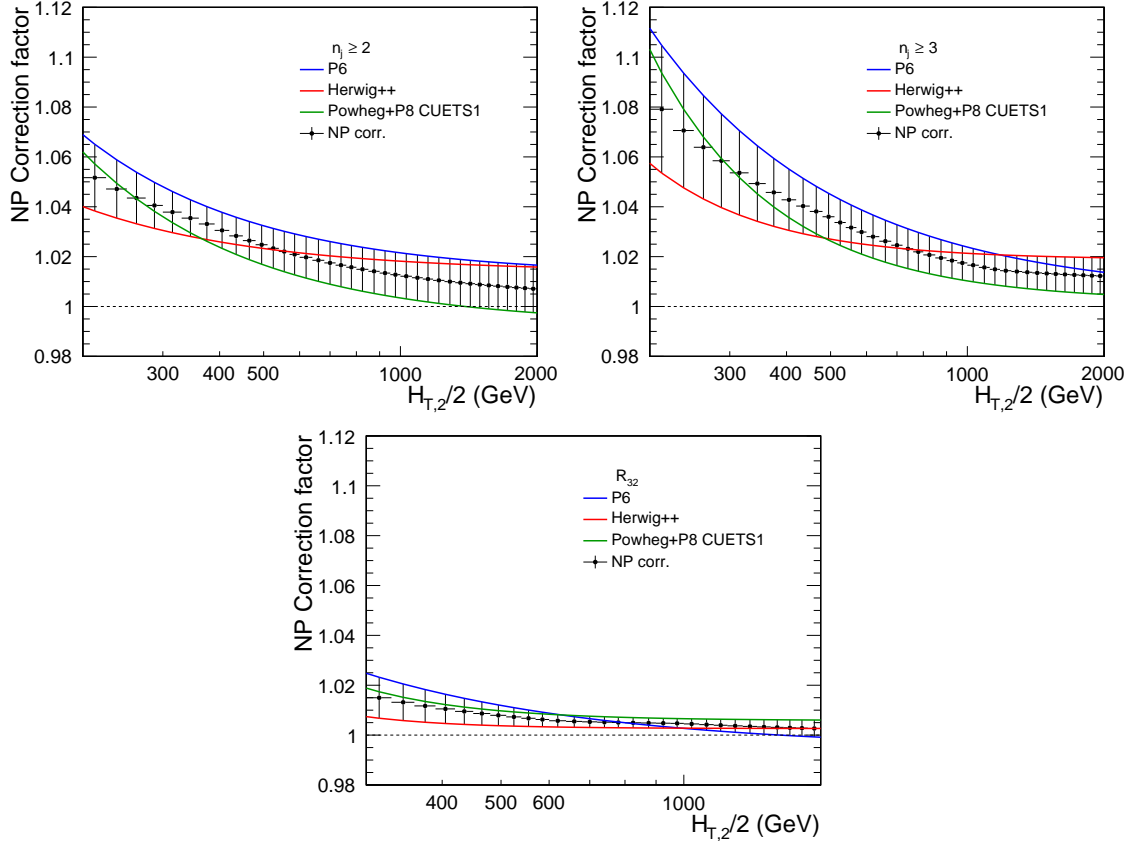 NP Correction factor
1.12
1.1
1.08
1.06
1.04
1.02
1
0.98
n_j ≥ 2
P6
Herwig++
Powheg+P8 CUETS1
NP corr.
300 400 500 1000 2000
H_{T,2}/2 (GeV)
NP Correction factor
1.12
1.1
1.08
1.06
1.04
1.02
1
0.98
n_j ≥ 3
P6
Herwig++
Powheg+P8 CUETS1
NP corr.
300 400 500 1000 2000
H_{T,2}/2 (GeV)
NP Correction factor
1.12
1.1
1.08
1.06
1.04
1.02
1
0.98
R_{32}
P6
Herwig++
Powheg+P8 CUETS1
NP corr.
400 500 600 1000
H_{T,2}/2 (GeV)